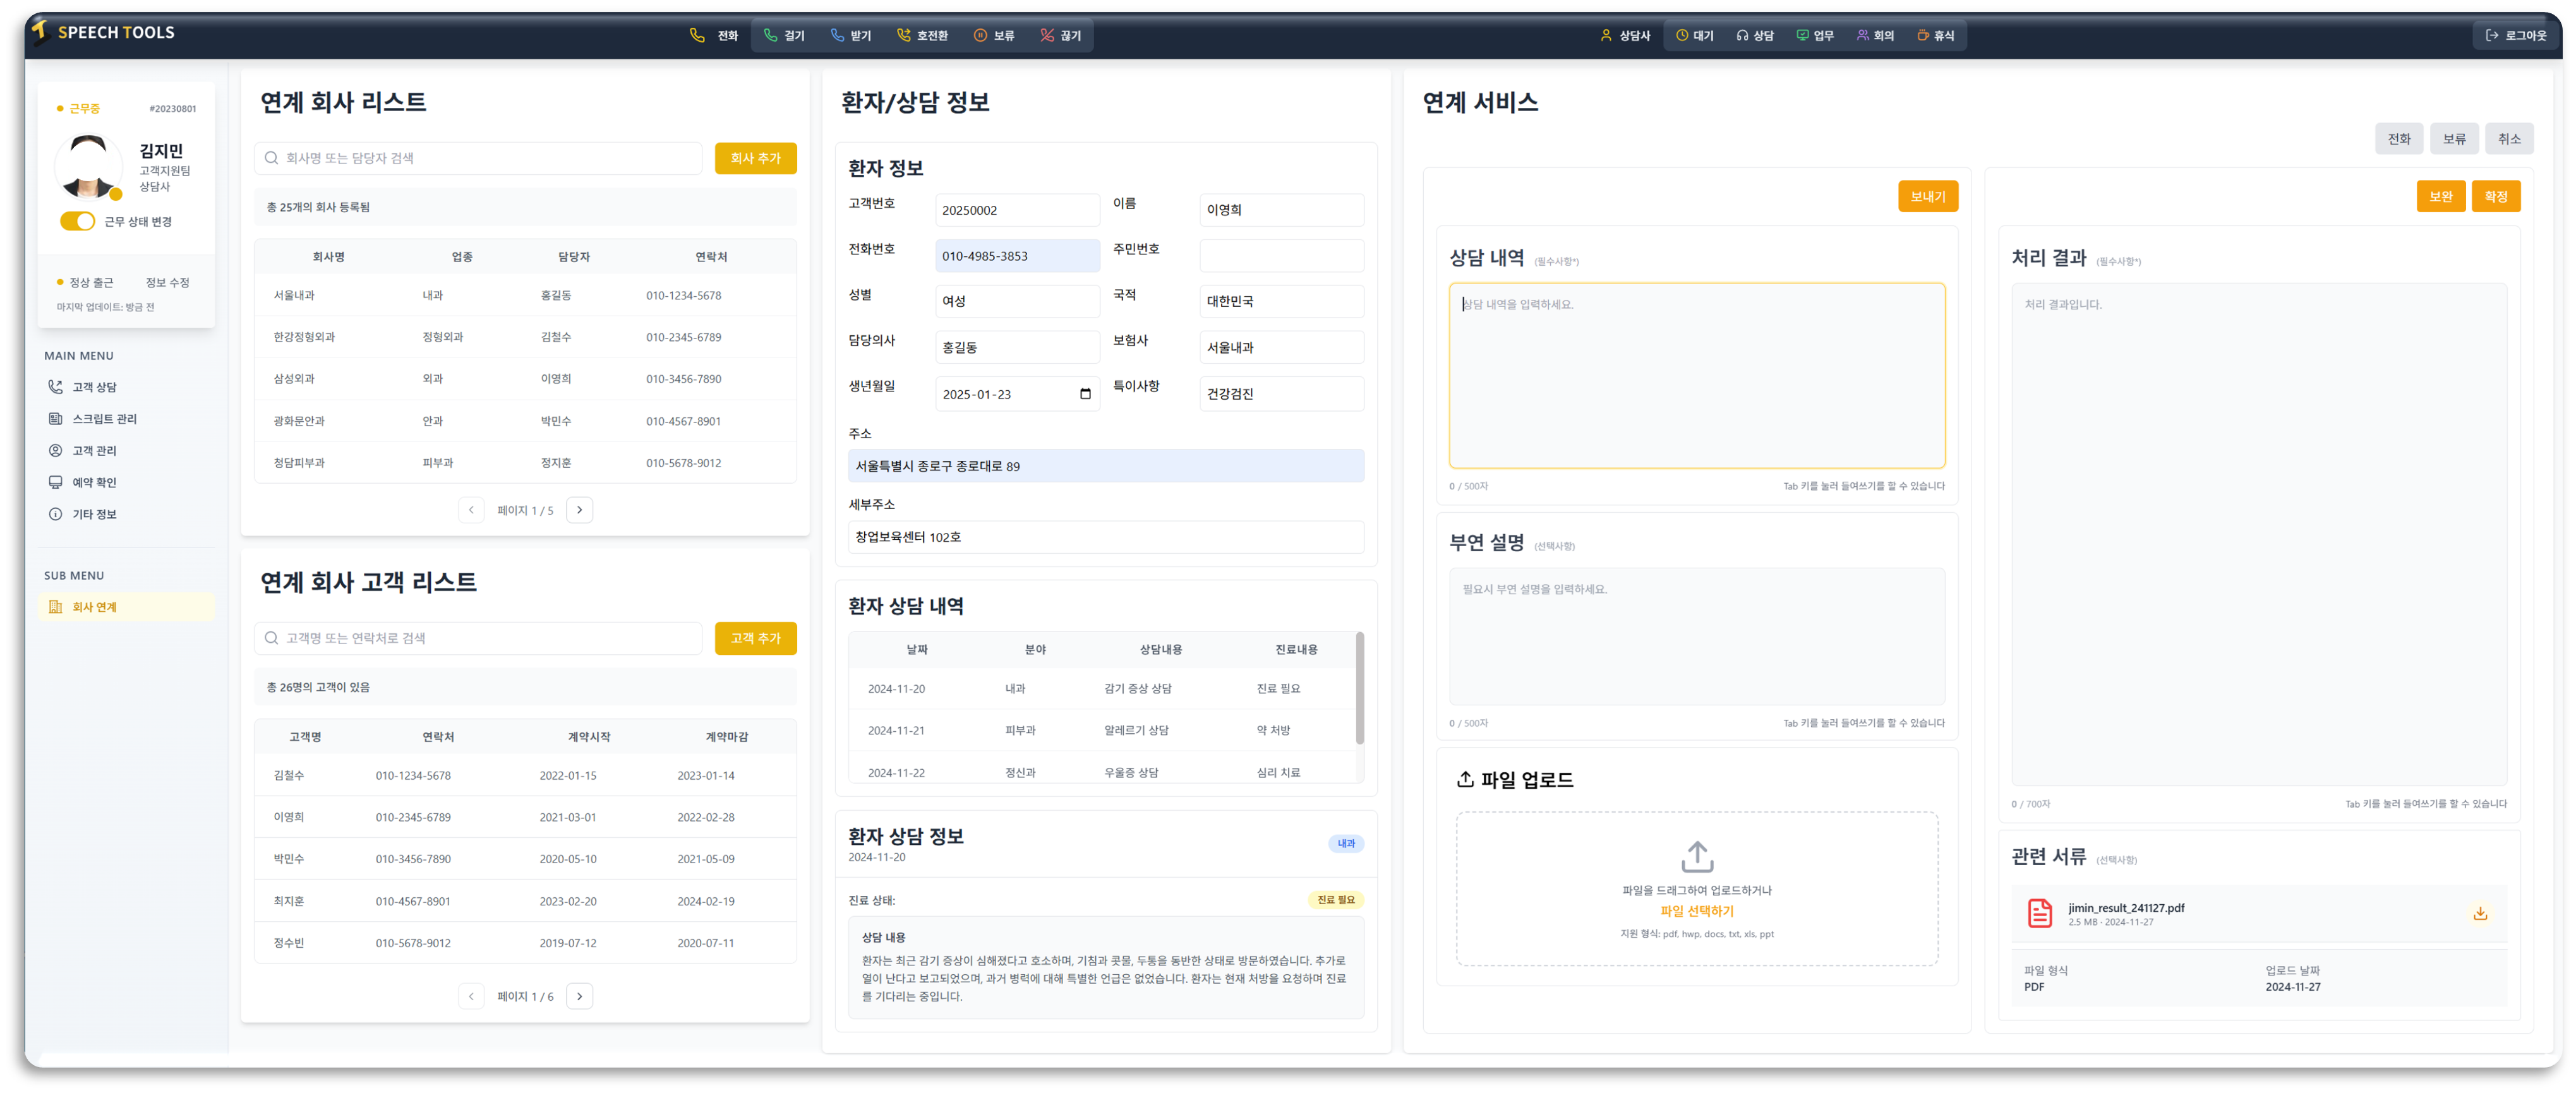 SPEECH TOOLS
전화
걸기
받기
호전환
보류
끊기
상담사
대기
상담
업무
회의
휴식
로그아웃
근무중
#20230801
김지민
고객지원팀
상담사
근무 상태 변경
정상 출근
정보 수정
마지막 업데이트: 방금 전
MAIN MENU
고객 상담
스크립트 관리
고객 관리
예약 확인
기타 정보
SUB MENU
회사 연계
연계 회사 리스트
회사명 또는 담당자 검색
회사 추가
총 25개의 회사 등록됨
회사명 업종 담당자 연락처
서울내과 내과 홍길동 010-1234-5678
한강정형외과 정형외과 김철수 010-2345-6789
삼성외과 외과 이영희 010-3456-7890
광화문안과 안과 박민수 010-4567-8901
청담피부과 피부과 정지훈 010-5678-9012
페이지 1 / 5
연계 회사 고객 리스트
고객명 또는 연락처로 검색
고객 추가
총 26명의 고객이 있음
고객명 연락처 계약시작 계약마감
김철수 010-1234-5678 2022-01-15 2023-01-14
이영희 010-2345-6789 2021-03-01 2022-02-28
박민수 010-3456-7890 2020-05-10 2021-05-09
최지훈 010-4567-8901 2023-02-20 2024-02-19
정수빈 010-5678-9012 2019-07-12 2020-07-11
페이지 1 / 6
환자/상담 정보
환자 정보
고객번호 20250002 이름 이영희
전화번호 010-4985-3853 주민번호
성별 여성 국적 대한민국
담당의사 홍길동 보험사 서울내과
생년월일 2025-01-23 특이사항 건강검진
주소
서울특별시 종로구 종로대로 89
세부주소
창업보육센터 102호
환자 상담 내역
날짜 분야 상담내용 진료내용
2024-11-20 내과 감기 증상 상담 진료 필요
2024-11-21 피부과 알레르기 상담 약 처방
2024-11-22 정신과 우울증 상담 심리 치료
환자 상담 정보
2024-11-20
내과
진료 상태:
진료 필요
상담 내용
환자는 최근 감기 증상이 심해졌다고 호소하며, 기침과 콧물, 두통을 동반한 상태로 방문하였습니다. 추가로
열이 난다고 보고되었으며, 과거 병력에 대해 특별한 언급은 없었습니다. 환자는 현재 처방을 요청하며 진료
를 기다리는 중입니다.
연계 서비스
전화
보류
취소
보내기
상담 내역 (필수사항*)
상담 내역을 입력하세요.
0 / 500자
Tab 키를 눌러 들여쓰기를 할 수 있습니다
부연 설명 (선택사항)
필요시 부연 설명을 입력하세요.
0 / 500자
Tab 키를 눌러 들여쓰기를 할 수 있습니다
파일 업로드
파일을 드래그하여 업로드하거나
파일 선택하기
지원 형식: pdf, hwp, docs, txt, xls, ppt
보완
확정
처리 결과 (필수사항*)
처리 결과입니다.
0 / 700자
Tab 키를 눌러 들여쓰기를 할 수 있습니다
관련 서류 (선택사항)
jimin_result_241127.pdf
2.5 MB · 2024-11-27
파일 형식 업로드 날짜
PDF 2024-11-27